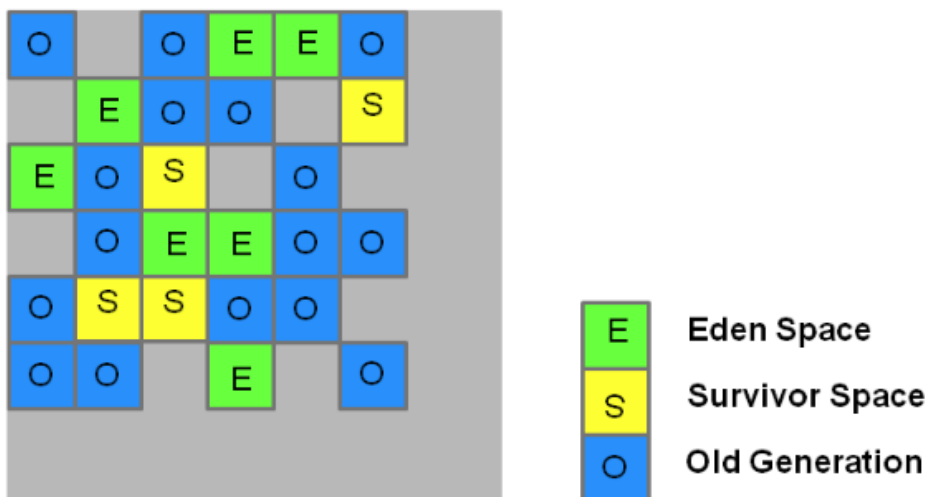 O O E E O
E O O S
E O S O
O E E O O
O S S O O
O O E O
E Eden Space
S Survivor Space
O Old Generation